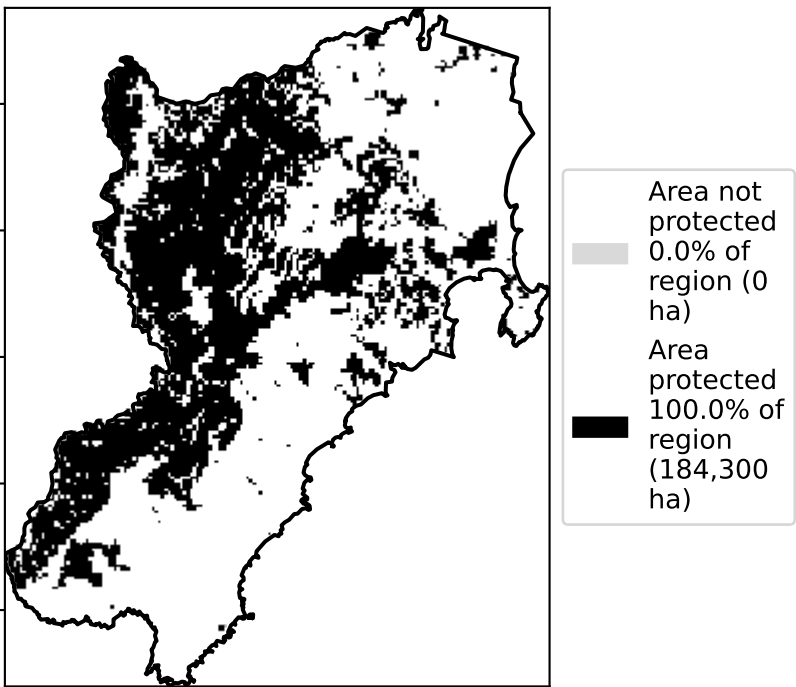 Area not
protected
0.0% of
region (0
ha)
Area
protected
100.0% of
region
(184,300
ha)